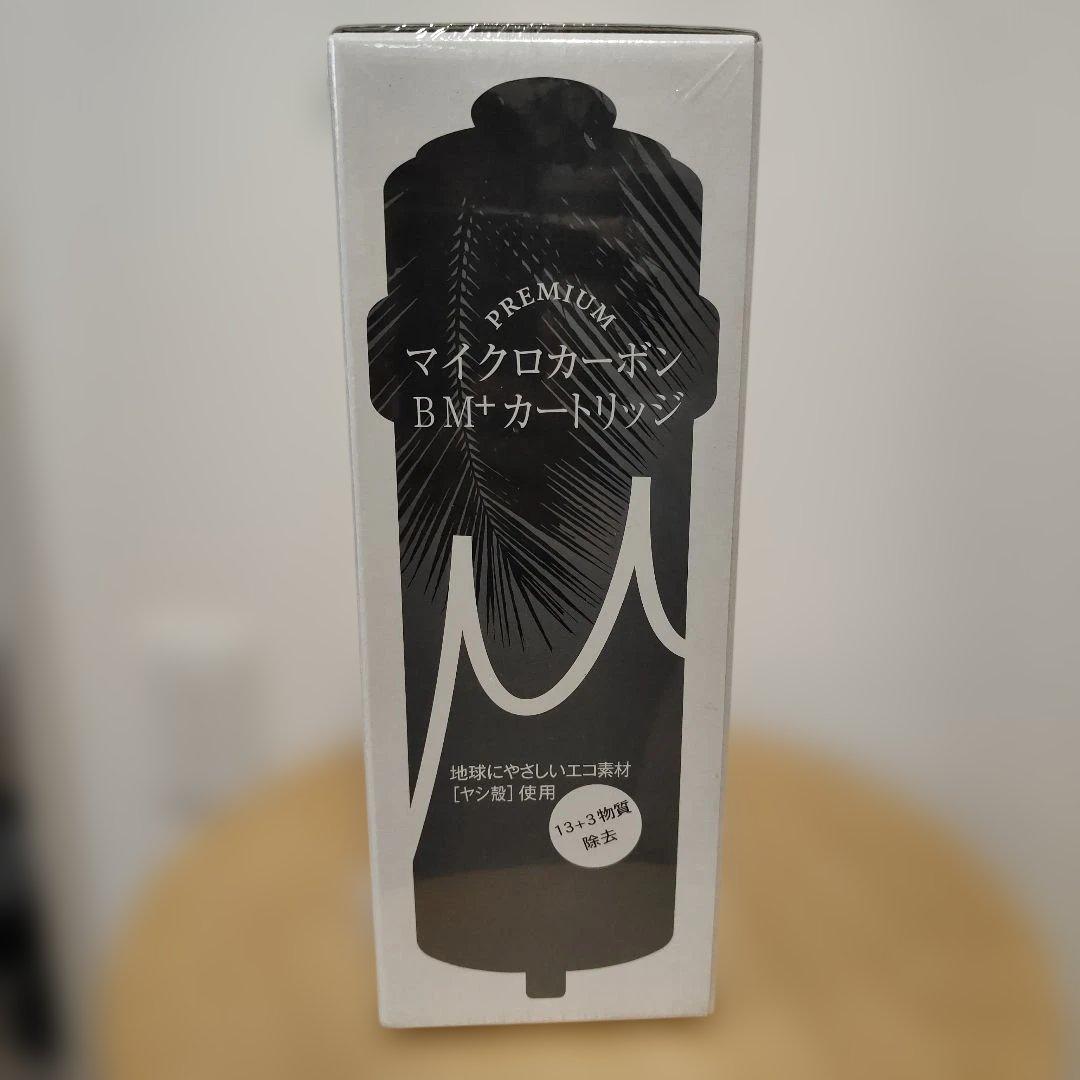 PREMIUM
マイクロカーボン
BM+カートリッジ
μ
地球にやさしいエコ素材
[ヤシ殻] 使用
13+3物質
除去